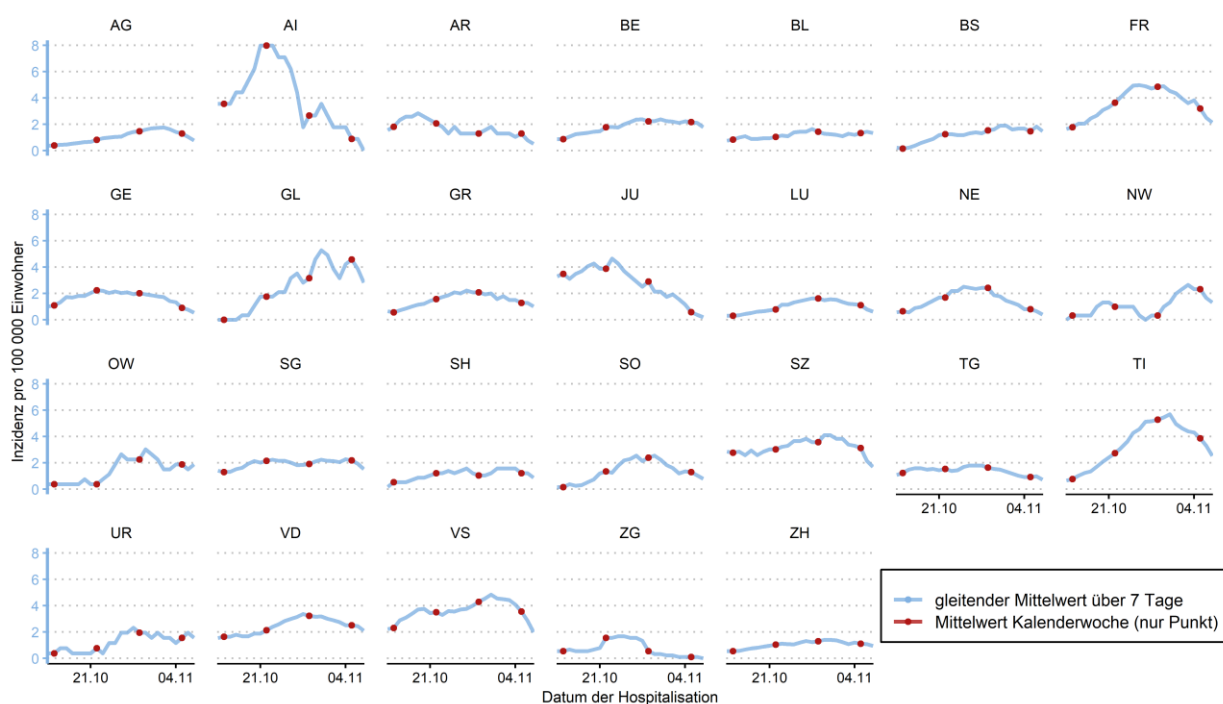 AG AI AR BE BL BS FR
8
6
4
2
0
GE GL GR JU LU NE NW
8
6
4
2
0
OW SG SH SO SZ TG TI
8
6
4
2
0
21.10 04.11 21.10 04.11
UR VD VS ZG ZH
8
6
4
2
0
21.10 04.11 21.10 04.11 21.10 04.11 21.10 04.11 21.10 04.11
Inzidenz pro 100 000 Einwohner
Datum der Hospitalisation
gleitender Mittelwert über 7 Tage
Mittelwert Kalenderwoche (nur Punkt)